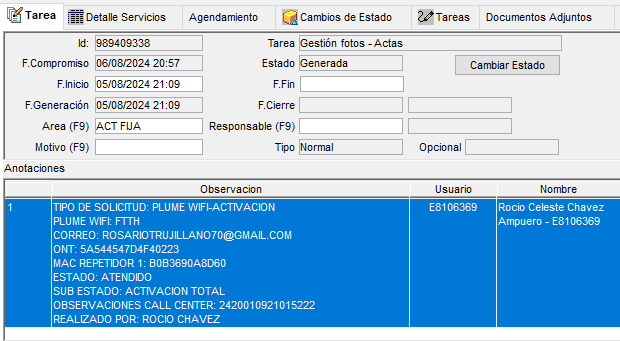 Tarea Detalle Servicios Agendamiento Cambios de Estado Tareas Documentos Adjuntos
Id: 989409338 Tarea Gestión fotos - Actas
F.Compromiso 06/08/2024 20:57 Estado Generada Cambiar Estado
F.Inicio 05/08/2024 21:09 F.Fin
F.Generación 05/08/2024 21:09 F.Cierre
Area (F9) ACT FIJA Responsable (F9)
Motivo (F9) Tipo Normal Opcional
Anotaciones
Observacion Usuario Nombre
1 TIPO DE SOLICITUD: PLUME WIFI-ACTIVACION E8106369 Rocio Celeste Chavez
PLUME WIFI: FTTH Ampuero - E8106369
CORREO: ROSARIOTRUJILLANO70@GMAIL.COM
ONT: 5A544547D4F40223
MAC REPETIDOR 1: B0B3690A8D60
ESTADO: ATENDIDO
SUB ESTADO: ACTIVACION TOTAL
OBSERVACIONES CALL CENTER: 2420010921015222
REALIZADO POR: ROCIO CHAVEZ